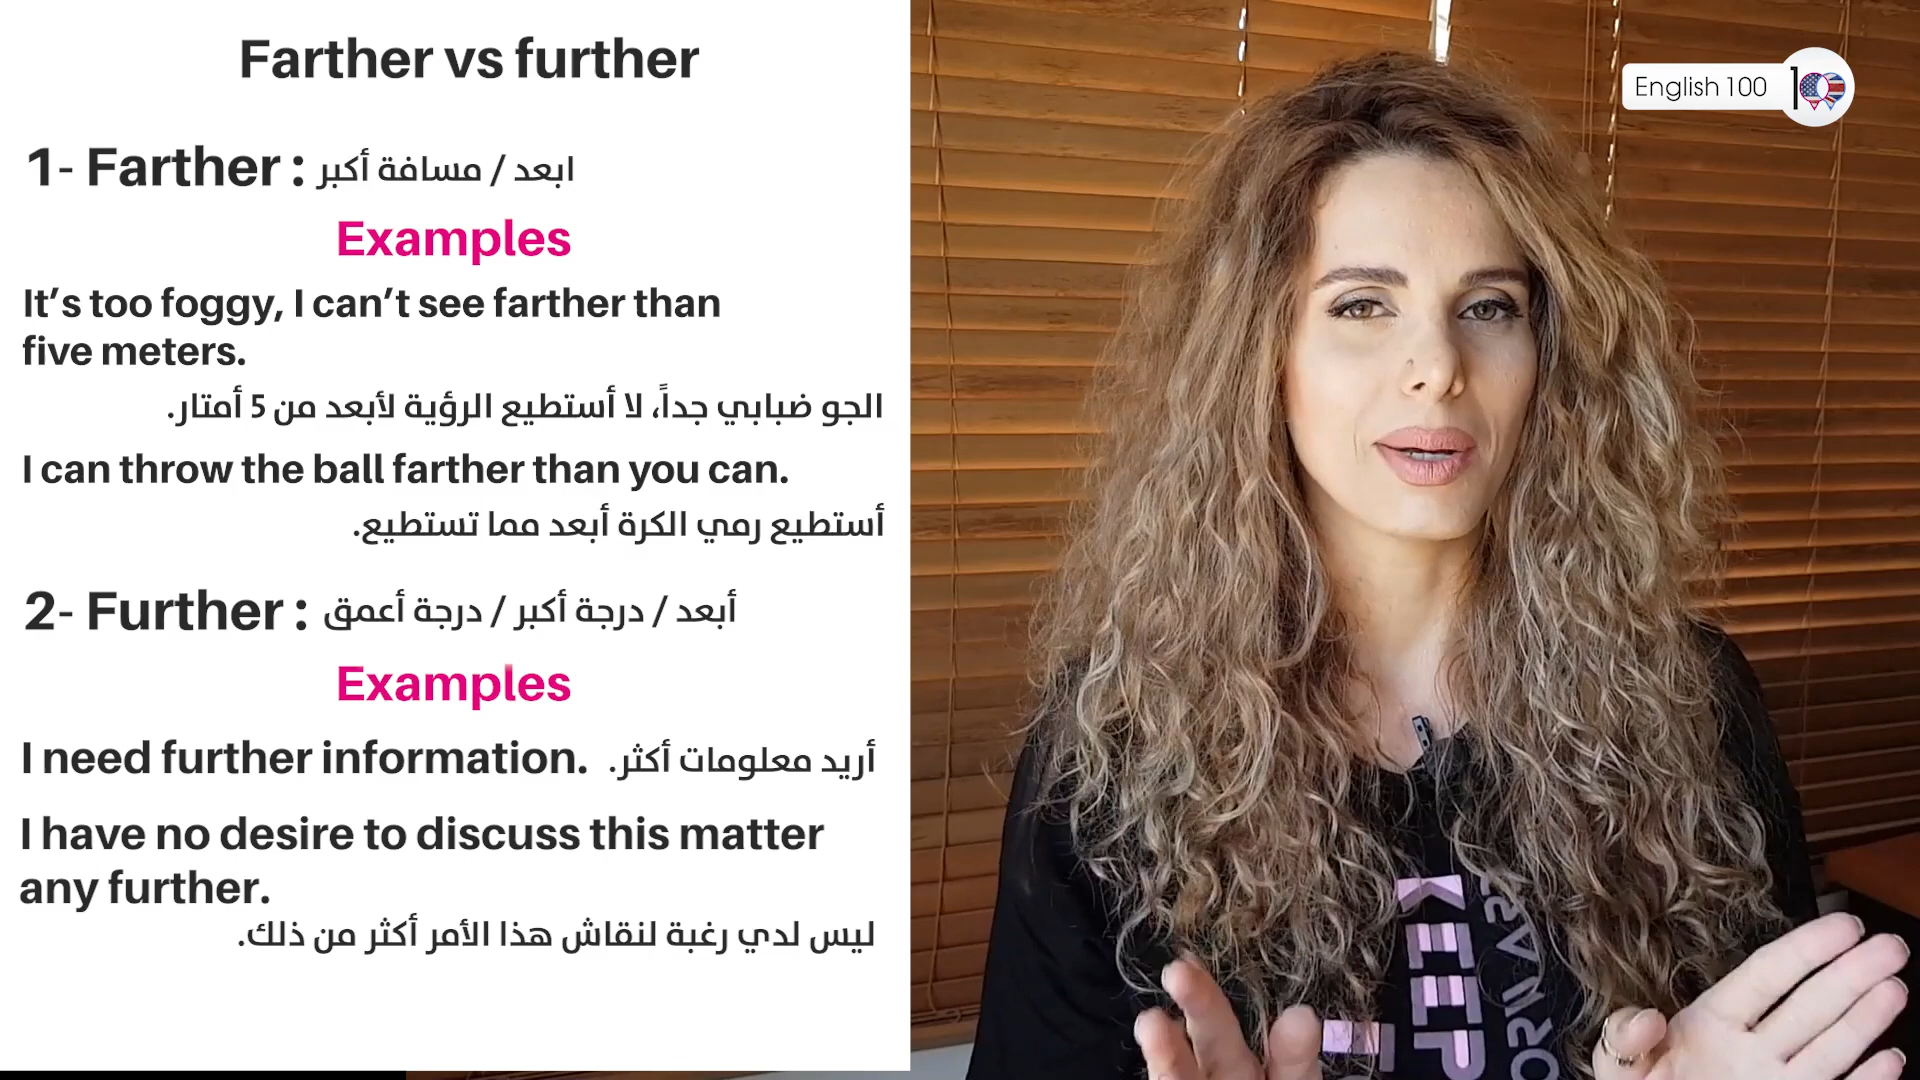 Farther vs further
1- Farther : ابعد / مسافة أكبر
Examples
It’s too foggy, I can’t see farther than
five meters.
الجو ضبابي جداً، لا أستطيع الرؤية لأبعد من 5 أمتار.
I can throw the ball farther than you can.
أستطيع رمي الكرة أبعد مما تستطيع.
2- Further : أبعد / درجة أكبر / درجة أعمق
Examples
I need further information. أريد معلومات أكثر.
I have no desire to discuss this matter
any further.
ليس لدي رغبة لنقاش هذا الأمر أكثر من ذلك.
English 100
10
KEEP